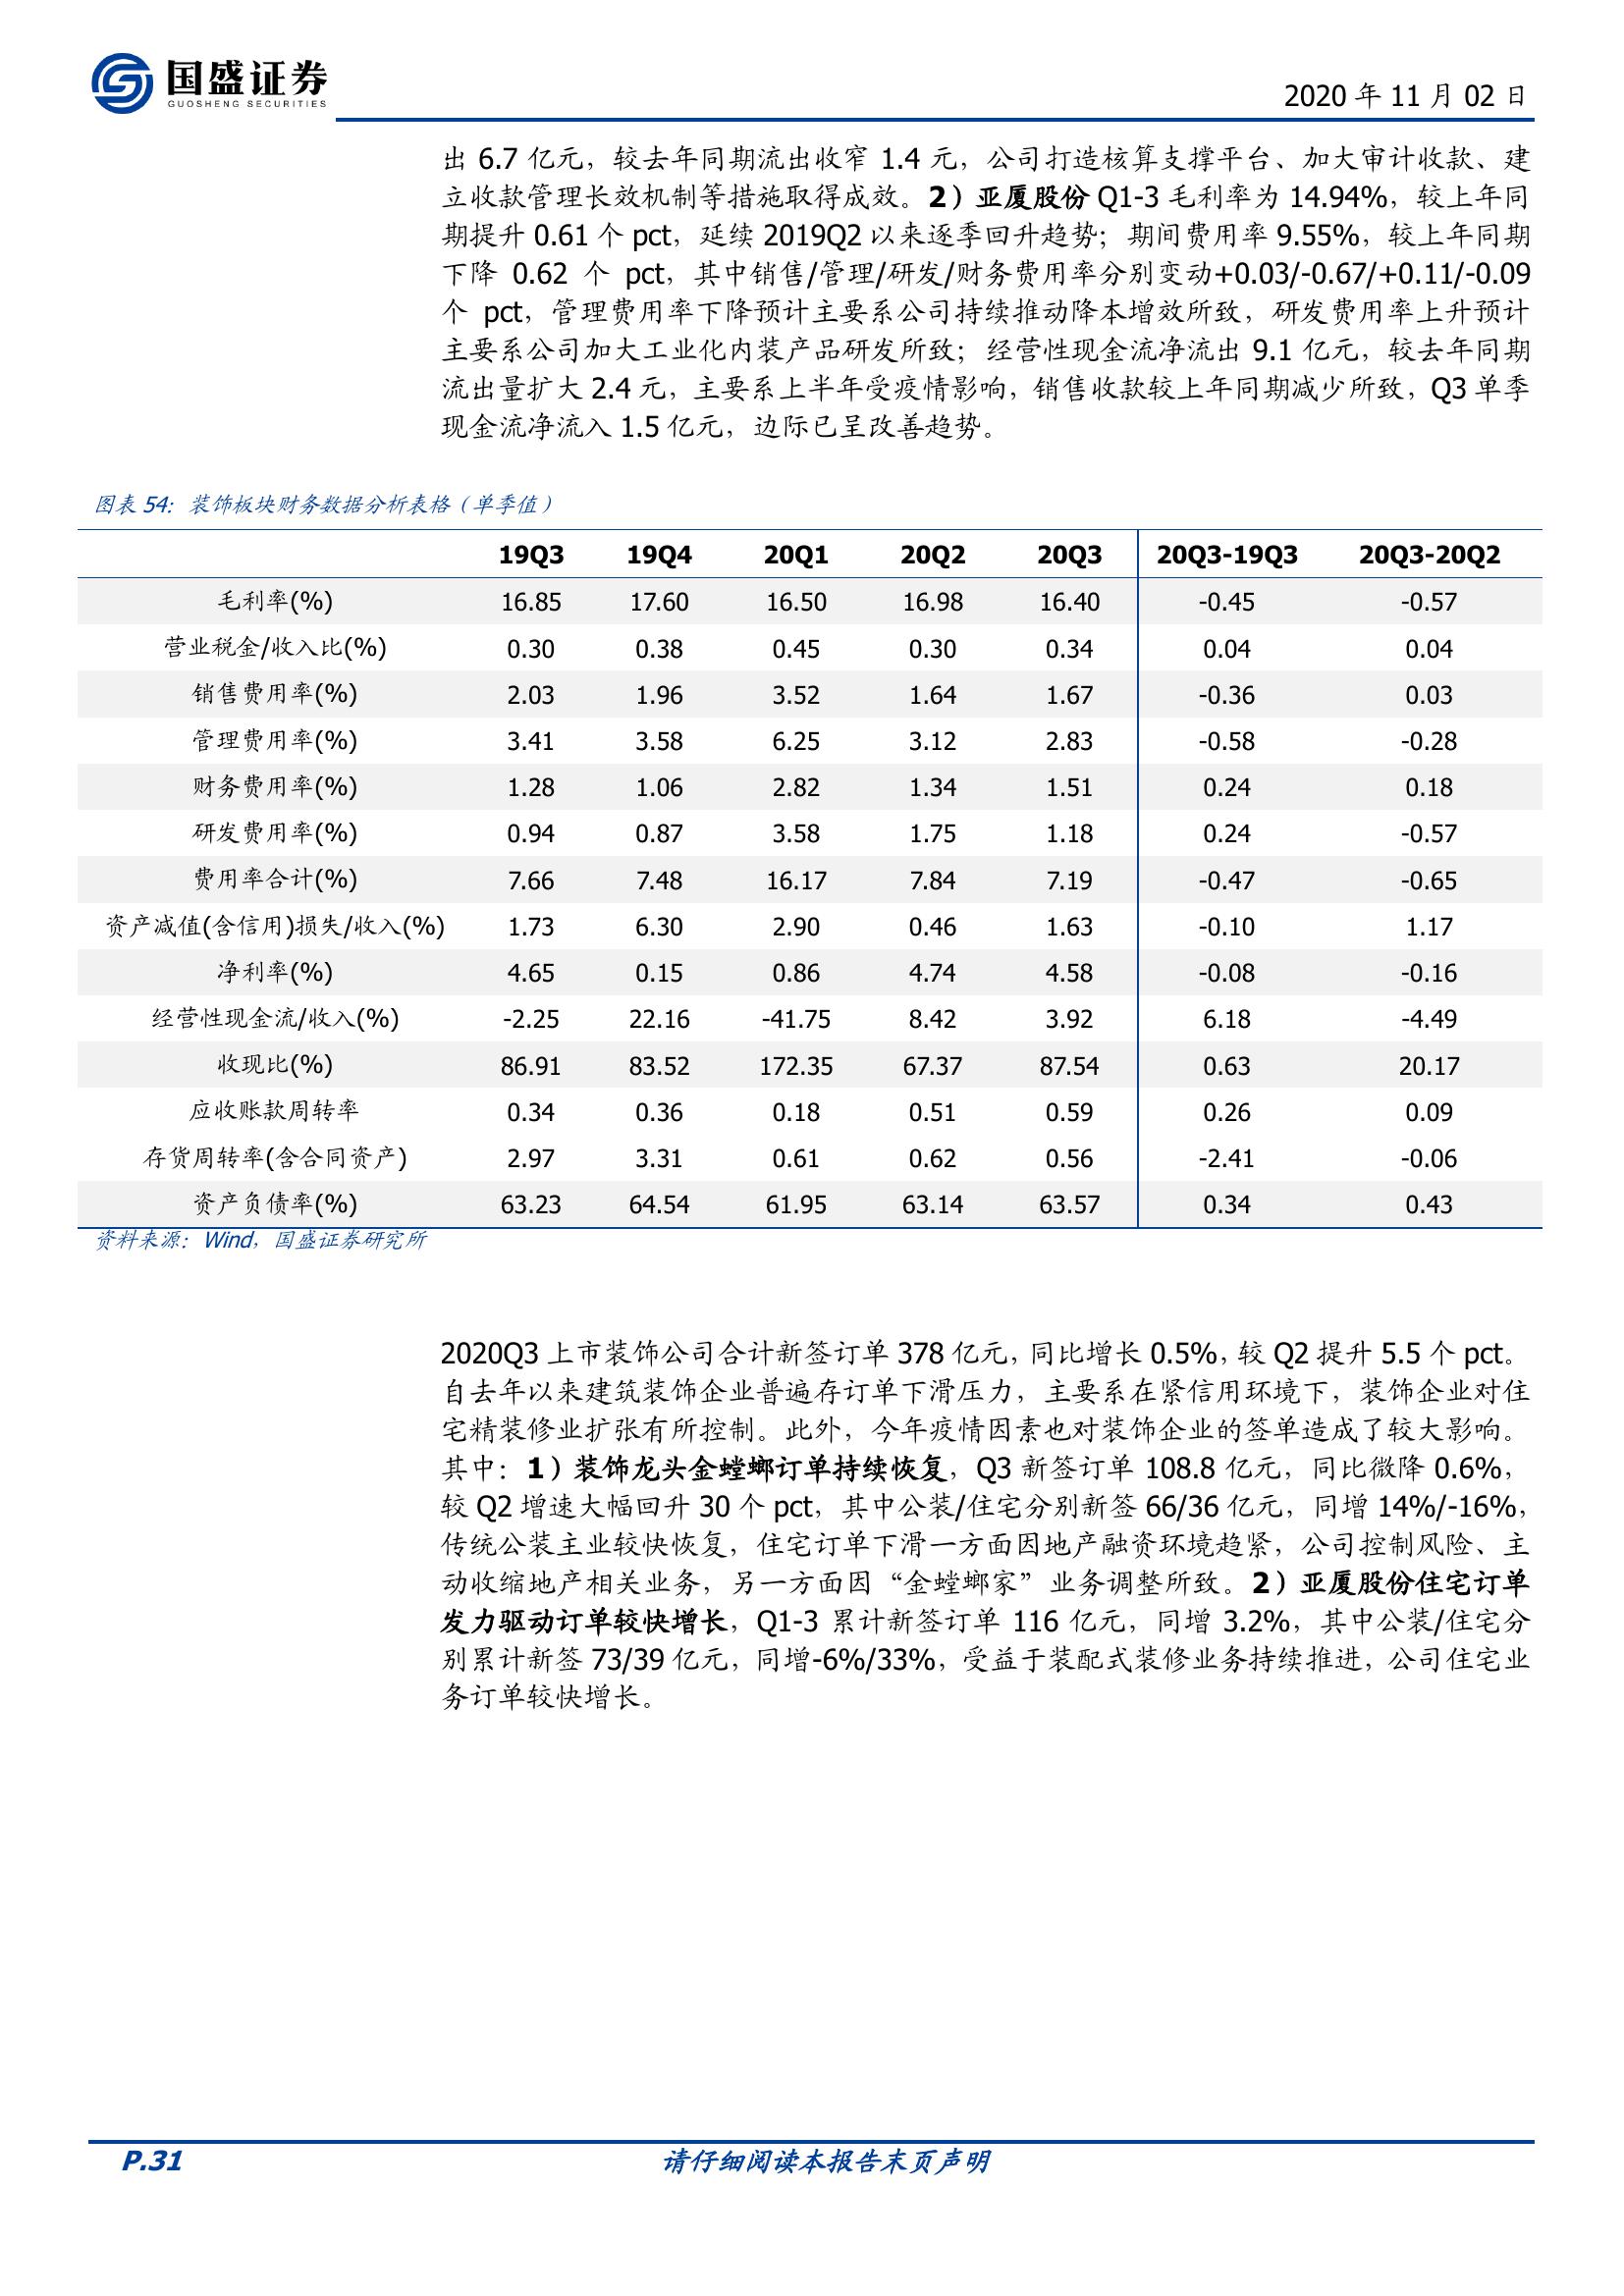 国盛证券
GUOSHENG SECURITIES
2020 年 11 月 02 日
出 6.7 亿元，较去年同期流出收窄 1.4 元，公司打造核算支撑平台、加大审计收款、建
立收款管理长效机制等措施取得成效。2）亚厦股份 Q1-3 毛利率为 14.94%，较上年同
期提升 0.61 个 pct，延续 2019Q2 以来逐季回升趋势；期间费用率 9.55%，较上年同期
下降 0.62 个 pct，其中销售/管理/研发/财务费用率分别变动+0.03/-0.67/+0.11/-0.09
个 pct，管理费用率下降预计主要系公司持续推动降本增效所致，研发费用率上升预计
主要系公司加大工业化内装产品研发所致；经营性现金流净流出 9.1 亿元，较去年同期
流出量扩大 2.4 元，主要系上半年受疫情影响，销售收款较上年同期减少所致，Q3 单季
现金流净流入 1.5 亿元，边际已呈改善趋势。
图表 54：装饰板块财务数据分析表格（单季值）
19Q3 19Q4 20Q1 20Q2 20Q3 20Q3-19Q3 20Q3-20Q2
毛利率(%) 16.85 17.60 16.50 16.98 16.40 -0.45 -0.57
营业税金/收入比(%) 0.30 0.38 0.45 0.30 0.34 0.04 0.04
销售费用率(%) 2.03 1.96 3.52 1.64 1.67 -0.36 0.03
管理费用率(%) 3.41 3.58 6.25 3.12 2.83 -0.58 -0.28
财务费用率(%) 1.28 1.06 2.82 1.34 1.51 0.24 0.18
研发费用率(%) 0.94 0.87 3.58 1.75 1.18 0.24 -0.57
费用率合计(%) 7.66 7.48 16.17 7.84 7.19 -0.47 -0.65
资产减值(含信用)损失/收入(%) 1.73 6.30 2.90 0.46 1.63 -0.10 1.17
净利率(%) 4.65 0.15 0.86 4.74 4.58 -0.08 -0.16
经营性现金流/收入(%) -2.25 22.16 -41.75 8.42 3.92 6.18 -4.49
收现比(%) 86.91 83.52 172.35 67.37 87.54 0.63 20.17
应收账款周转率 0.34 0.36 0.18 0.51 0.59 0.26 0.09
存货周转率(含合同资产) 2.97 3.31 0.61 0.62 0.56 -2.41 -0.06
资产负债率(%) 63.23 64.54 61.95 63.14 63.57 0.34 0.43
资料来源：Wind，国盛证券研究所
2020Q3 上市装饰公司合计新签订单 378 亿元，同比增长 0.5%，较 Q2 提升 5.5 个 pct。
自去年以来建筑装饰企业普遍存订单下滑压力，主要系在紧信用环境下，装饰企业对住
宅精装修业扩张有所控制。此外，今年疫情因素也对装饰企业的签单造成了较大影响。
其中：1）装饰龙头金螳螂订单持续恢复，Q3 新签订单 108.8 亿元，同比微降 0.6%，
较 Q2 增速大幅回升 30 个 pct，其中公装/住宅分别新签 66/36 亿元，同增 14%/-16%，
传统公装主业较快恢复，住宅订单下滑一方面因地产融资环境趋紧，公司控制风险、主
动收缩地产相关业务，另一方面因“金螳螂家”业务调整所致。2）亚厦股份住宅订单
发力驱动订单较快增长，Q1-3 累计新签订单 116 亿元，同增 3.2%，其中公装/住宅分
别累计新签 73/39 亿元，同增-6%/33%，受益于装配式装修业务持续推进，公司住宅业
务订单较快增长。
P.31 请仔细阅读本报告末页声明